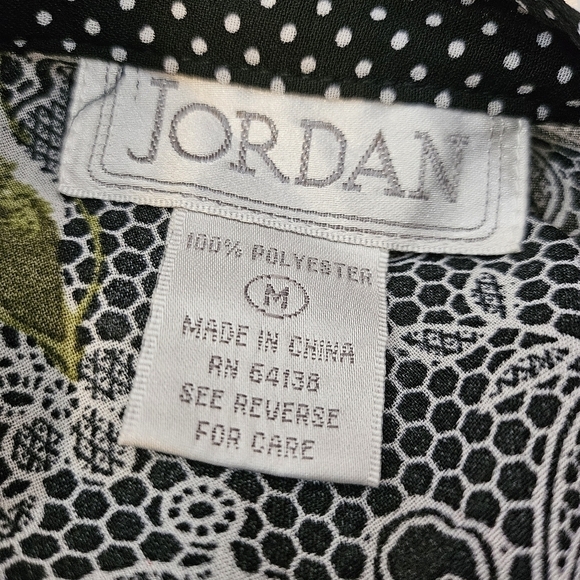 JORDAN
100% POLYESTER
M
MADE IN CHINA
RN 64138
SEE REVERSE
FOR CARE